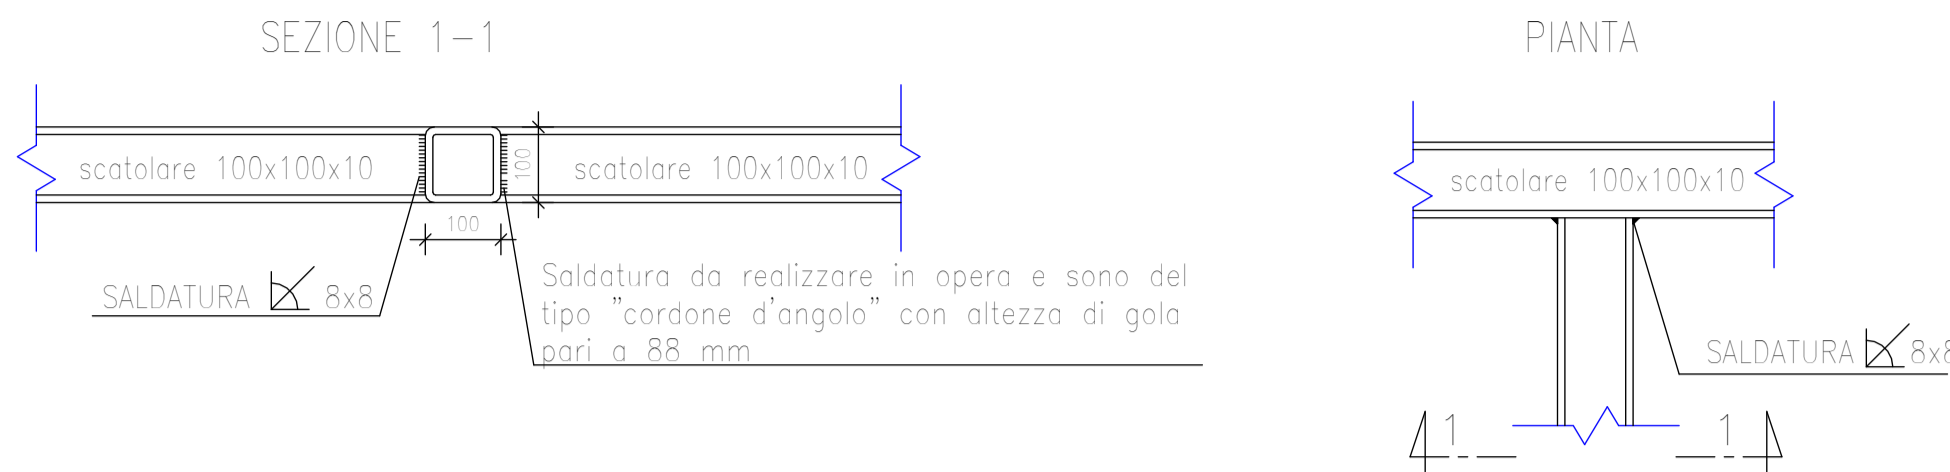 SEZIONE 1-1
PIANTA
scatolare 100x100x10
100
scatolare 100x100x10
scatolare 100x100x10
100
SALDATURA 8x8
Saldatura da realizzare in opera e sono del
tipo "cordone d'angolo" con altezza di gola
pari a 88 mm
SALDATURA 8x8
1
1